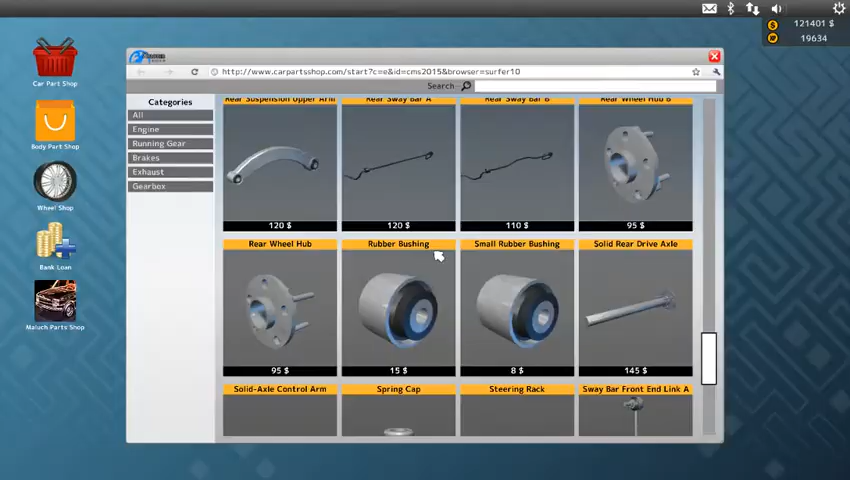 121401 $
19634
http://www.carpartsshop.com/start?c=e&id=cms2015&browser=surfer10
Search
Car Part Shop
Body Part Shop
Wheel Shop
Bank Loan
Maluch Parts Shop
Categories
All
Engine
Running Gear
Brakes
Exhaust
Gearbox
Rear Suspension Upper Arm
Rear Sway Bar A
Rear Sway Bar B
Rear Wheel Hub B
120 $
120 $
110 $
95 $
Rear Wheel Hub
Rubber Bushing
Small Rubber Bushing
Solid Rear Drive Axle
95 $
15 $
8 $
145 $
Solid-Axle Control Arm
Spring Cap
Steering Rack
Sway Bar Front End Link A